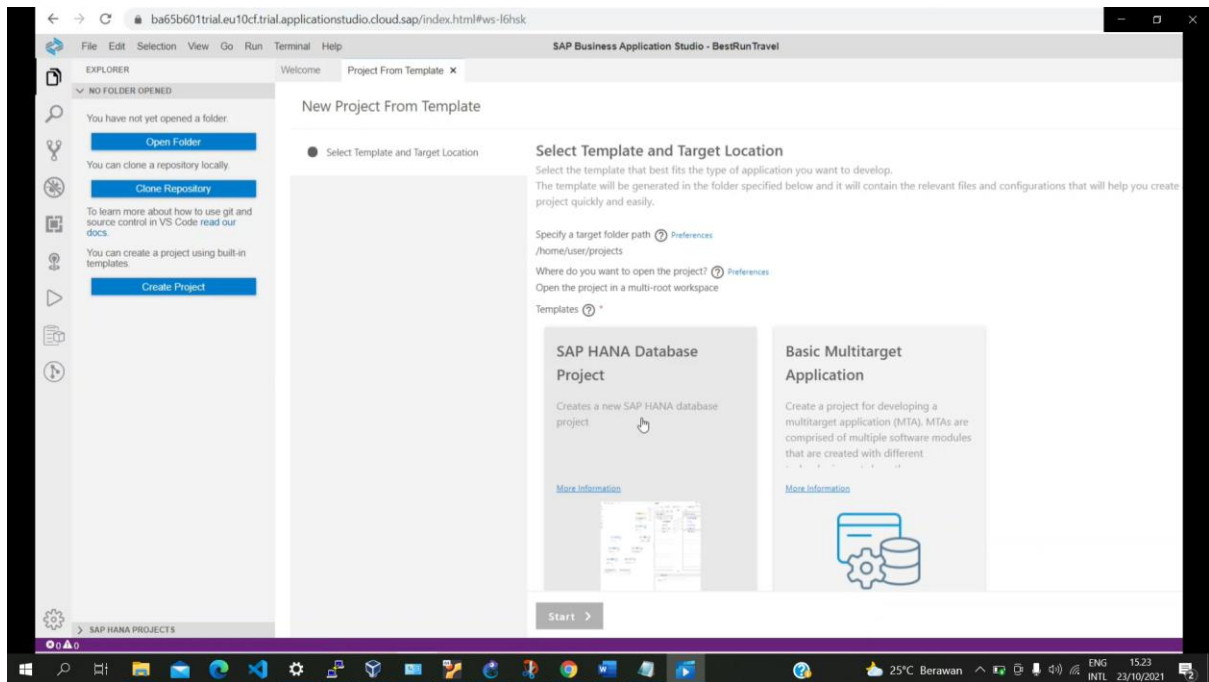 ba65b601trial.eu10cf.trial.applicationstudio.cloud.sap/index.html#ws-l6hsk
File Edit Selection View Go Run Terminal Help
SAP Business Application Studio - BestRunTravel
EXPLORER
Welcome
Project From Template
NO FOLDER OPENED
You have not yet opened a folder.
Open Folder
You can clone a repository locally.
Clone Repository
To learn more about how to use git and
source control in VS Code read our
docs.
You can create a project using built-in
templates.
Create Project
SAP HANA PROJECTS
New Project From Template
Select Template and Target Location
Select Template and Target Location
Select the template that best fits the type of application you want to develop.
The template will be generated in the folder specified below and it will contain the relevant files and configurations that will help you create
project quickly and easily.
Specify a target folder path ? Preferences
/home/user/projects
Where do you want to open the project? ? Preferences
Open the project in a multi-root workspace
Templates ? *
SAP HANA Database
Project
Creates a new SAP HANA database
project
More Information
Basic Multitarget
Application
Create a project for developing a
multitarget application (MTA). MTAs are
comprised of multiple software modules
that are created with different
More Information
Start >
0 0
25°C Berawan
ENG
INTL
15.23
23/10/2021
2